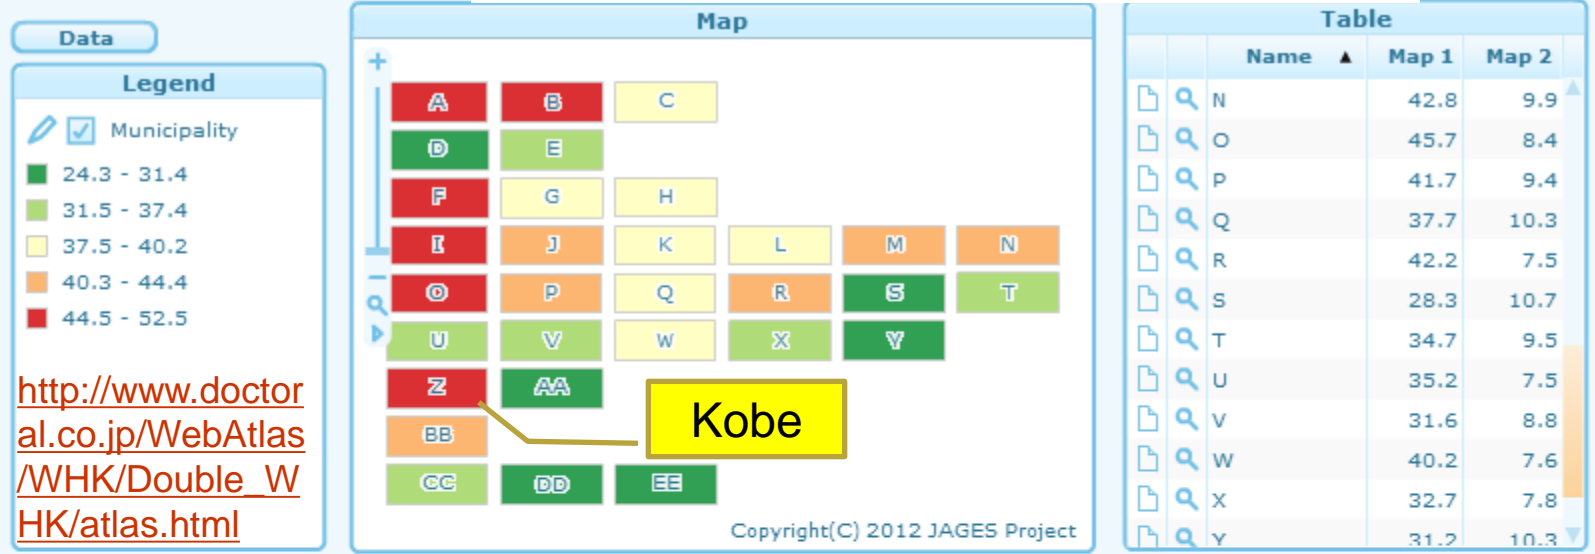 Data
Legend
Municipality
24.3 - 31.4
31.5 - 37.4
37.5 - 40.2
40.3 - 44.4
44.5 - 52.5
http://www.doctor
al.co.jp/WebAtlas
/WHK/Double_W
HK/atlas.html
Map
A B C
D E
F G H
I J K L M N
O P Q R S T
U V W X Y
Z AA
BB
CC DD EE
Kobe
Copyright(C) 2012 JAGES Project
Table
Name ▲ Map 1 Map 2
N 42.8 9.9
O 45.7 8.4
P 41.7 9.4
Q 37.7 10.3
R 42.2 7.5
S 28.3 10.7
T 34.7 9.5
U 35.2 7.5
V 31.6 8.8
W 40.2 7.6
X 32.7 7.8
Y 31.2 10.3